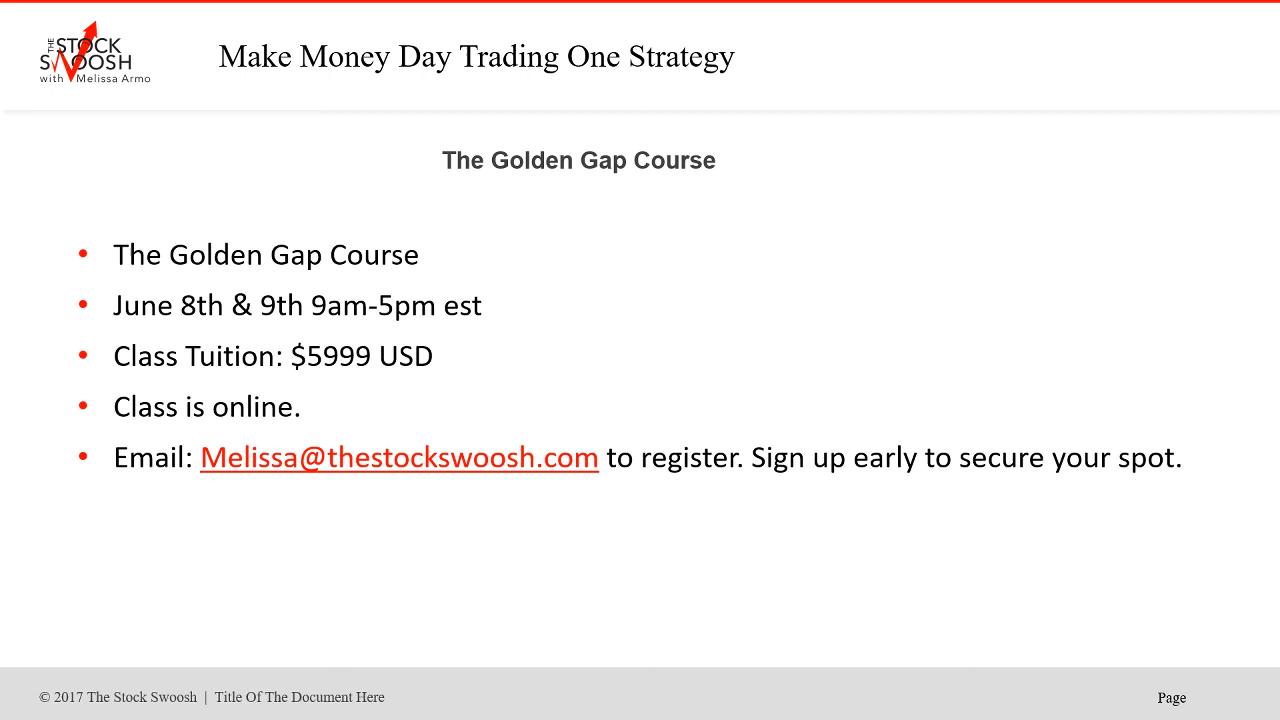 THE STOCK
SWOOSH
with Melissa Armo
Make Money Day Trading One Strategy
The Golden Gap Course
• The Golden Gap Course
• June 8th & 9th 9am-5pm est
• Class Tuition: $5999 USD
• Class is online.
• Email: Melissa@thestockswoosh.com to register. Sign up early to secure your spot.
© 2017 The Stock Swoosh | Title Of The Document Here
Page